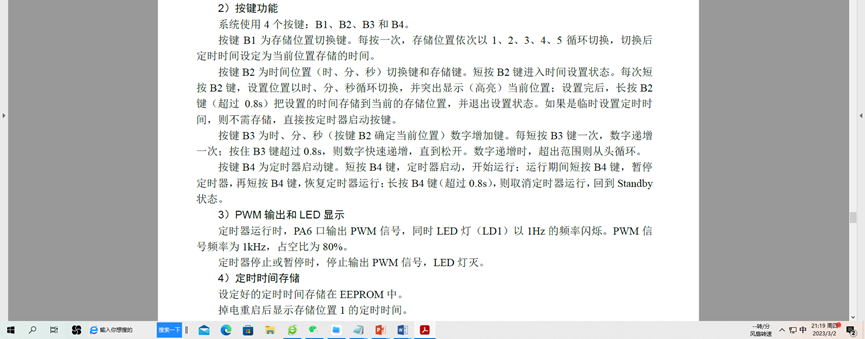 2）按键功能
系统使用 4 个按键：B1、B2、B3 和 B4。
按键 B1 为存储位置切换键。每按一次，存储位置依次以 1、2、3、4、5 循环切换，切换后
定时时间设定为当前位置存储的时间。
按键 B2 为时间位置（时、分、秒）切换键和存储键。短按 B2 键进入时间设置状态。每次短
按 B2 键，设置位置以时、分、秒循环切换，并突出显示（高亮）当前位置；设置完后，长按 B2
键（超过 0.8s）把设置的时间存储到当前的存储位置，并退出设置状态。如果是临时设置定时时
间，则不需存储，直接按定时器启动按键。
按键 B3 为时、分、秒（按键 B2 确定当前位置）数字增加键。每短按 B3 键一次，数字递增
一次；按住 B3 键超过 0.8s，则数字快速递增，直到松开。数字递增时，超出范围则从头循环。
按键 B4 为定时器启动键。短按 B4 键，定时器启动，开始运行；运行期间短按 B4 键，暂停
定时器，再短按 B4 键，恢复定时器运行；长按 B4 键（超过 0.8s），则取消定时器运行，回到 Standby
状态。
3）PWM 输出和 LED 显示
定时器运行时，PA6 口输出 PWM 信号，同时 LED 灯（LD1）以 1Hz 的频率闪烁。PWM 信
号频率为 1kHz，占空比为 80%。
定时器停止或暂停时，停止输出 PWM 信号，LED 灯灭。
4）定时时间存储
设定好的定时时间存储在 EEPROM 中。
掉电重启后显示存储位置 1 的定时时间。
输入你想搜的
搜索一下
--转/分
风扇转速
中
21:19 周四
2023/3/2
2